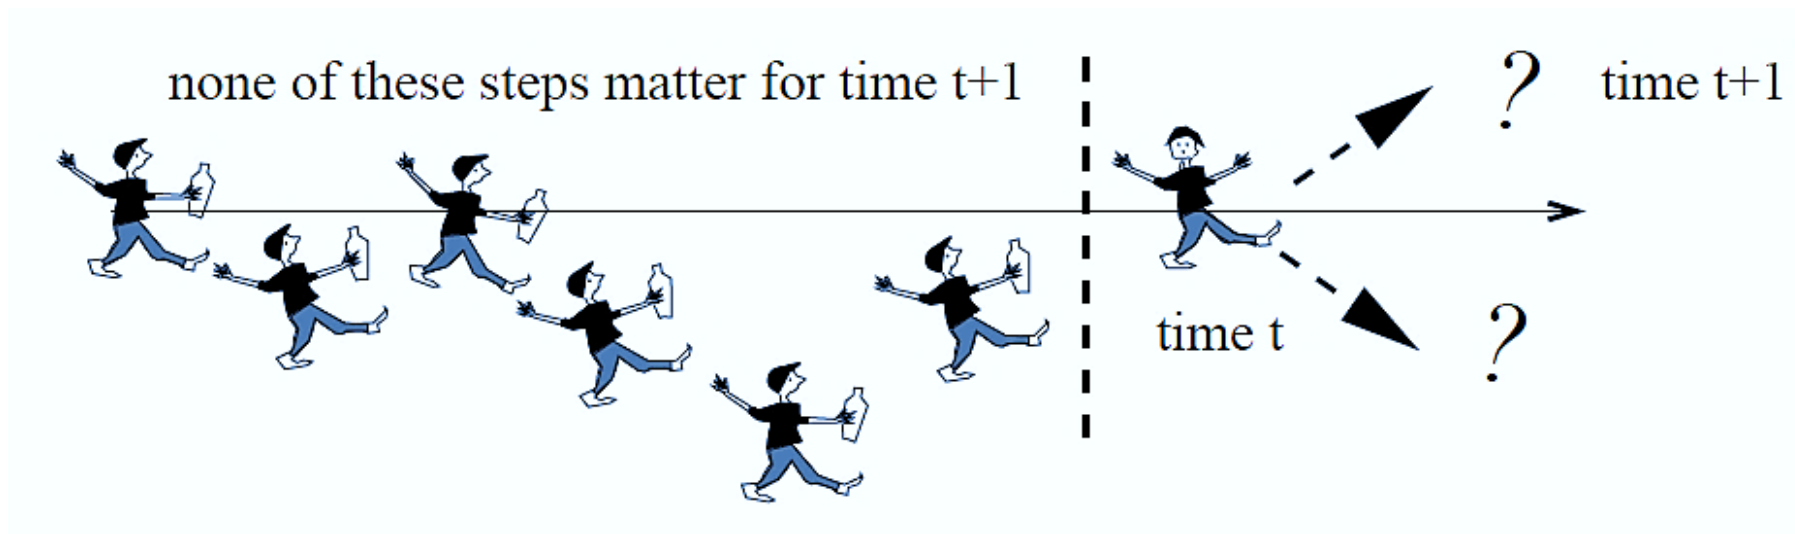 none of these steps matter for time t+1
? time t+1
time t
?